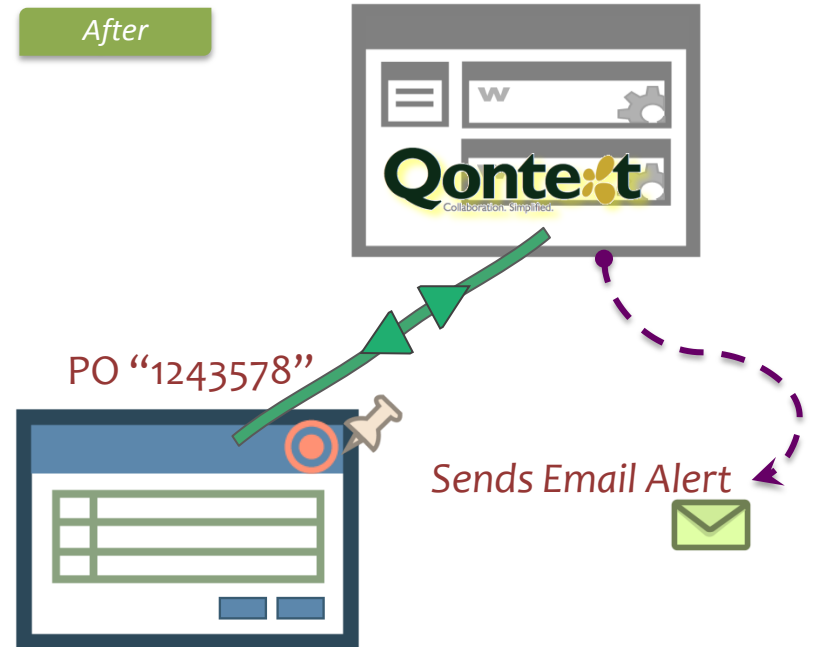 After
w
Qontext
Collaboration. Simplified.
PO “1243578”
Sends Email Alert